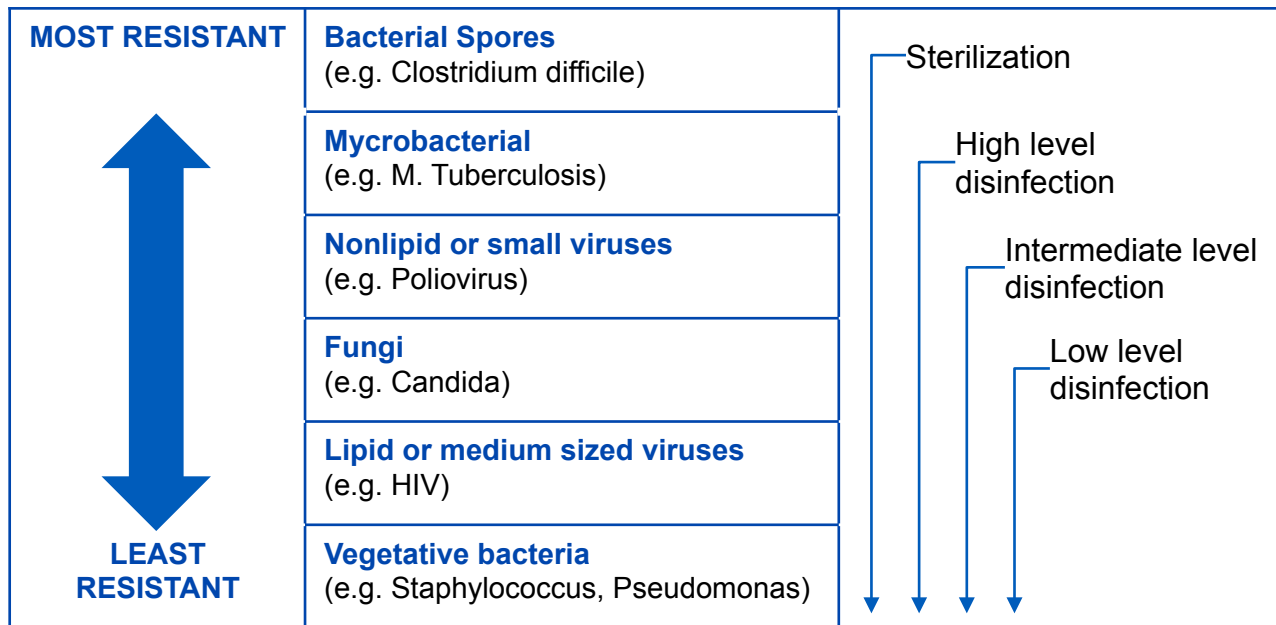 MOST RESISTANT
Bacterial Spores
(e.g. Clostridium difficile)
Sterilization
Mycrobacterial
(e.g. M. Tuberculosis)
High level
disinfection
Nonlipid or small viruses
(e.g. Poliovirus)
Intermediate level
disinfection
Fungi
(e.g. Candida)
Low level
disinfection
Lipid or medium sized viruses
(e.g. HIV)
LEAST
RESISTANT
Vegetative bacteria
(e.g. Staphylococcus, Pseudomonas)